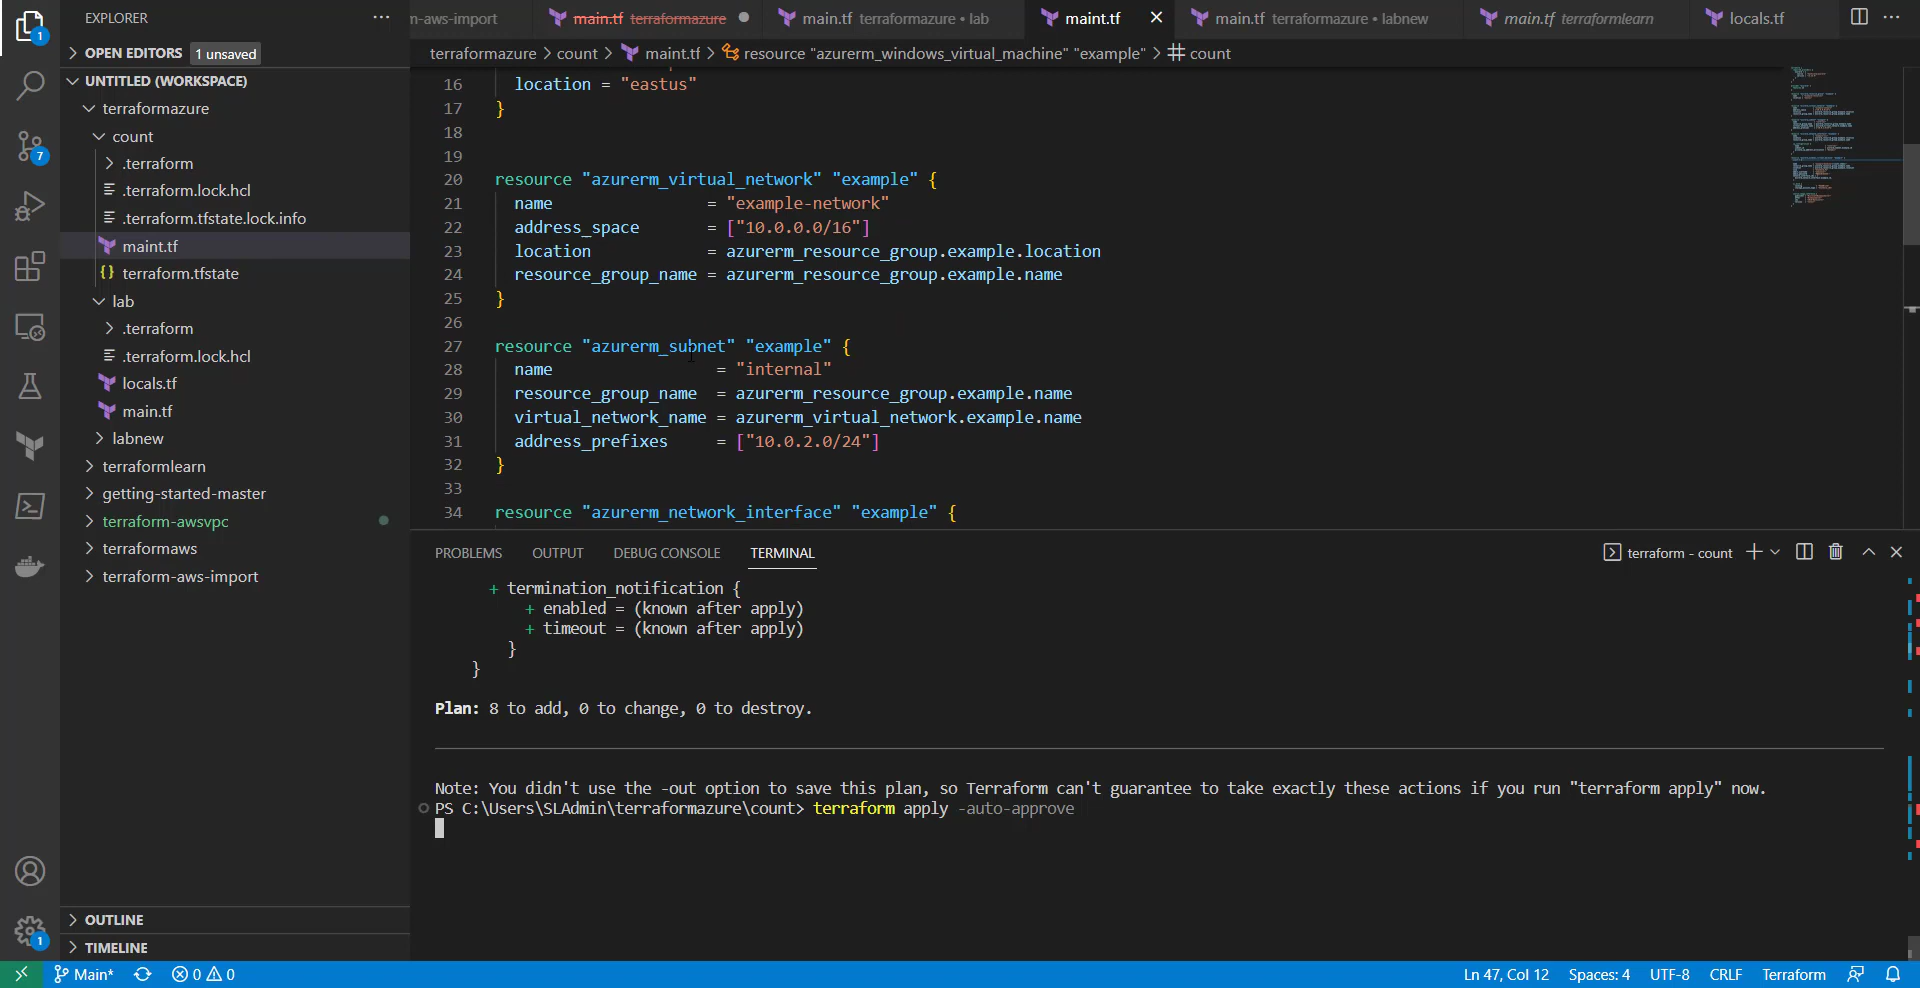 EXPLORER
n-aws-import
main.tf terraformazure
main.tf terraformazure • lab
maint.tf
main.tf terraformazure • labnew
main.tf terraformlearn
locals.tf
OPEN EDITORS 1 unsaved
terraformazure > count > maint.tf > resource "azurerm_windows_virtual_machine" "example" > count
UNTITLED (WORKSPACE)
terraformazure
count
.terraform
.terraform.lock.hcl
.terraform.tfstate.lock.info
maint.tf
terraform.tfstate
lab
.terraform
.terraform.lock.hcl
locals.tf
main.tf
labnew
terraformlearn
getting-started-master
terraform-awsvpc
terraformaws
terraform-aws-import
OUTLINE
TIMELINE
1
7
1
16 location = "eastus"
17 }
18
19
20 resource "azurerm_virtual_network" "example" {
21 name = "example-network"
22 address_space = ["10.0.0.0/16"]
23 location = azurerm_resource_group.example.location
24 resource_group_name = azurerm_resource_group.example.name
25 }
26
27 resource "azurerm_subnet" "example" {
28 name = "internal"
29 resource_group_name = azurerm_resource_group.example.name
30 virtual_network_name = azurerm_virtual_network.example.name
31 address_prefixes = ["10.0.2.0/24"]
32 }
33
34 resource "azurerm_network_interface" "example" {
PROBLEMS OUTPUT DEBUG CONSOLE TERMINAL
terraform - count
+ termination_notification {
+ enabled = (known after apply)
+ timeout = (known after apply)
}
}
Plan: 8 to add, 0 to change, 0 to destroy.
Note: You didn't use the -out option to save this plan, so Terraform can't guarantee to take exactly these actions if you run "terraform apply" now.
PS C:\Users\SLAdmin\terraformazure\count> terraform apply -auto-approve
Main* 0 0
Ln 47, Col 12 Spaces: 4 UTF-8 CRLF Terraform